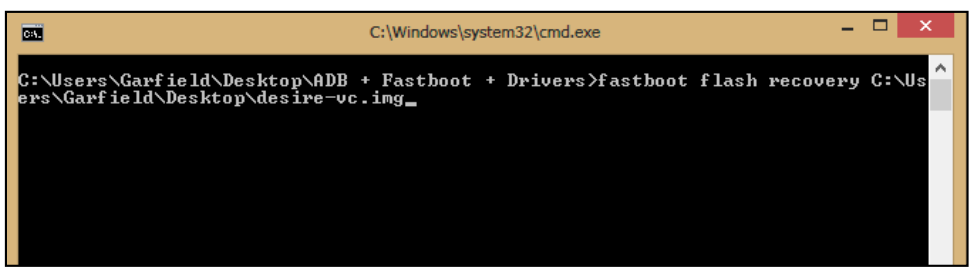 C:\Windows\system32\cmd.exe
C:\Users\Garfield\Desktop\ADB + Fastboot + Drivers>fastboot flash recovery C:\Us
ers\Garfield\Desktop\desire-vc.img_